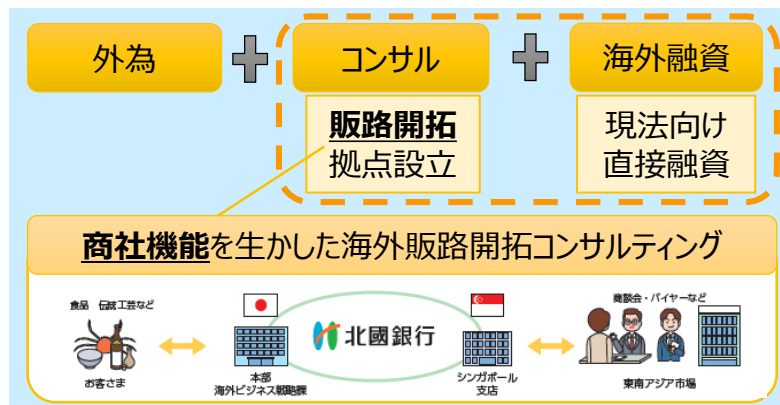 外為
コンサル
海外融資
販路開拓
拠点設立
現法向け
直接融資
商社機能を生かした海外販路開拓コンサルティング
食品 伝統工芸など
お客さま
本部
海外ビジネス戦略課
北國銀行
シンガポール
支店
商談会・バイヤーなど
東南アジア市場